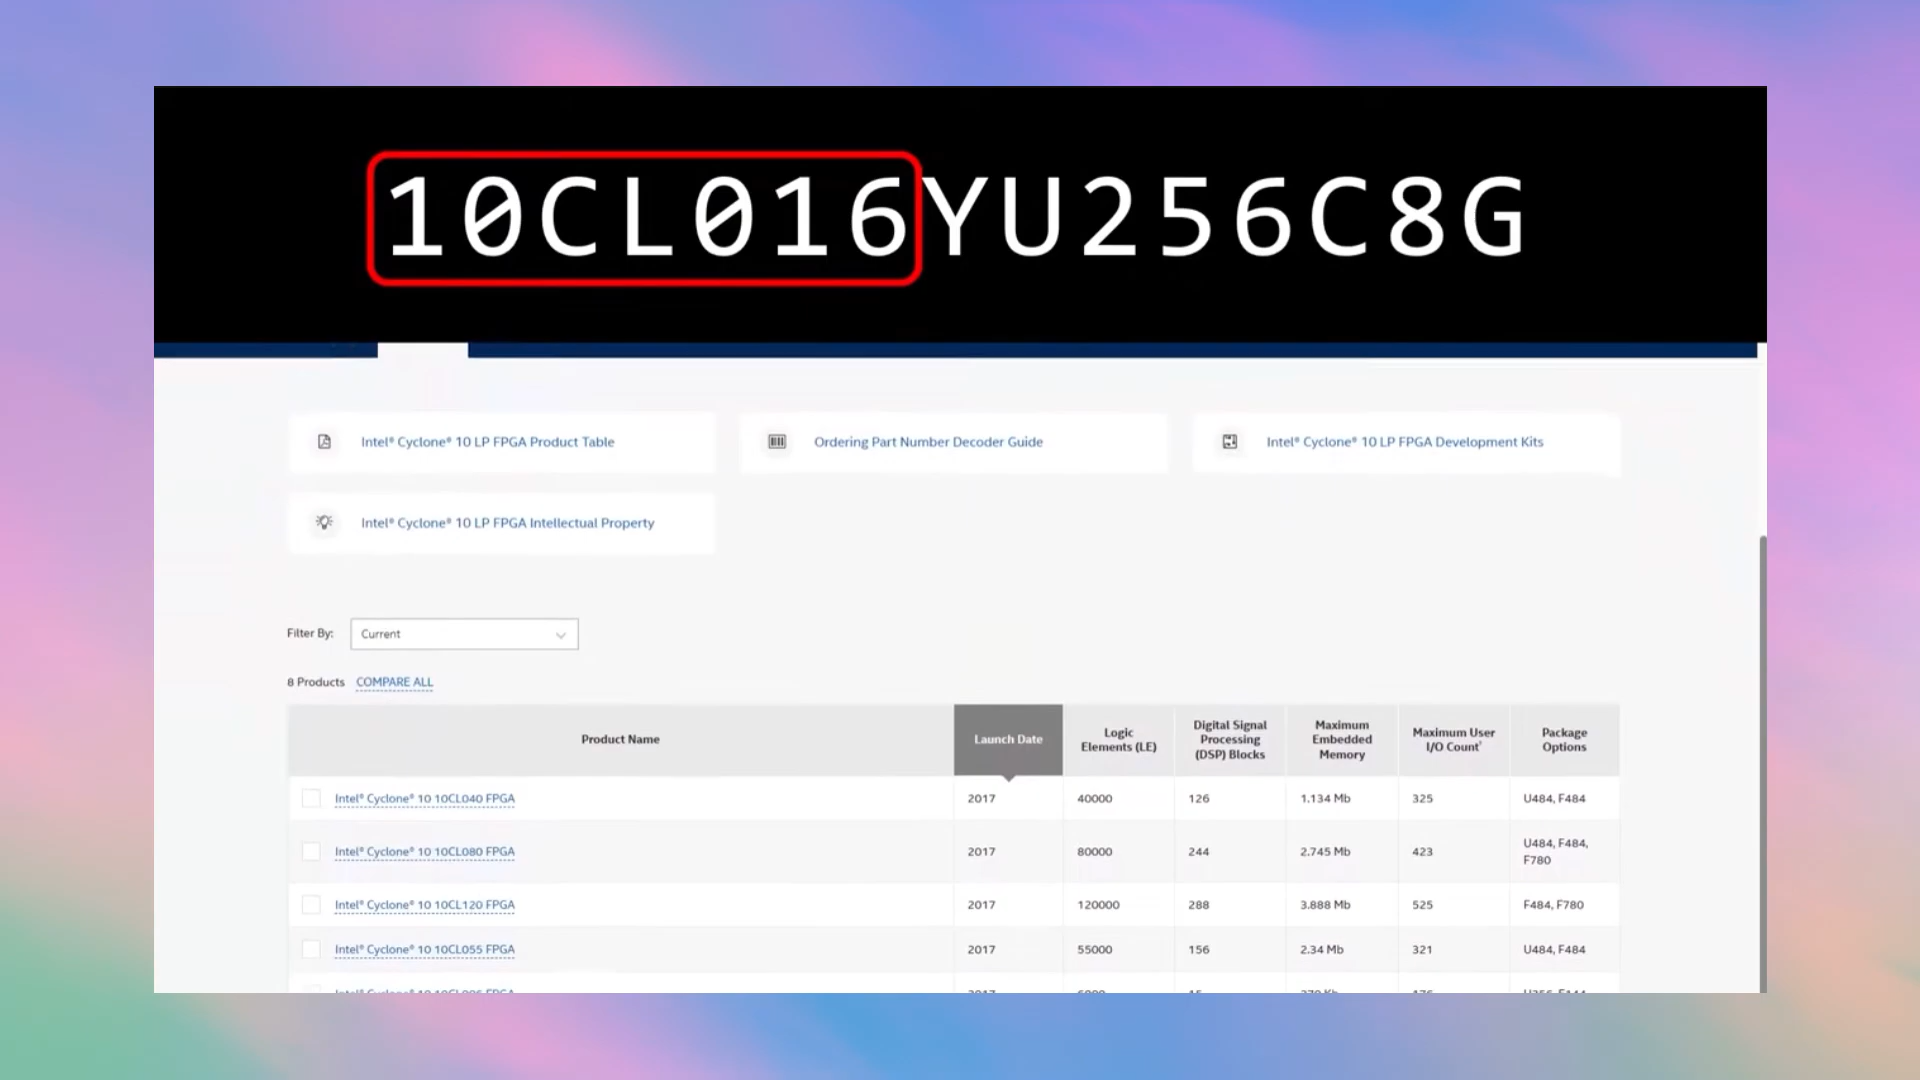 10CL016YU256C8G
Intel® Cyclone® 10 LP FPGA Product Table
Ordering Part Number Decoder Guide
Intel® Cyclone® 10 LP FPGA Development Kits
Intel® Cyclone® 10 LP FPGA Intellectual Property
Filter By: Current
8 Products COMPARE ALL
Product Name
Launch Date
Logic
Elements (LE)
Digital Signal
Processing
(DSP) Blocks
Maximum
Embedded
Memory
Maximum User
I/O Count¹
Package
Options
Intel® Cyclone® 10 10CL040 FPGA 2017 40000 126 1.134 Mb 325 U484, F484
Intel® Cyclone® 10 10CL080 FPGA 2017 80000 244 2.745 Mb 423 U484, F484,
F780
Intel® Cyclone® 10 10CL120 FPGA 2017 120000 288 3.888 Mb 525 F484, F780
Intel® Cyclone® 10 10CL055 FPGA 2017 55000 156 2.34 Mb 321 U484, F484